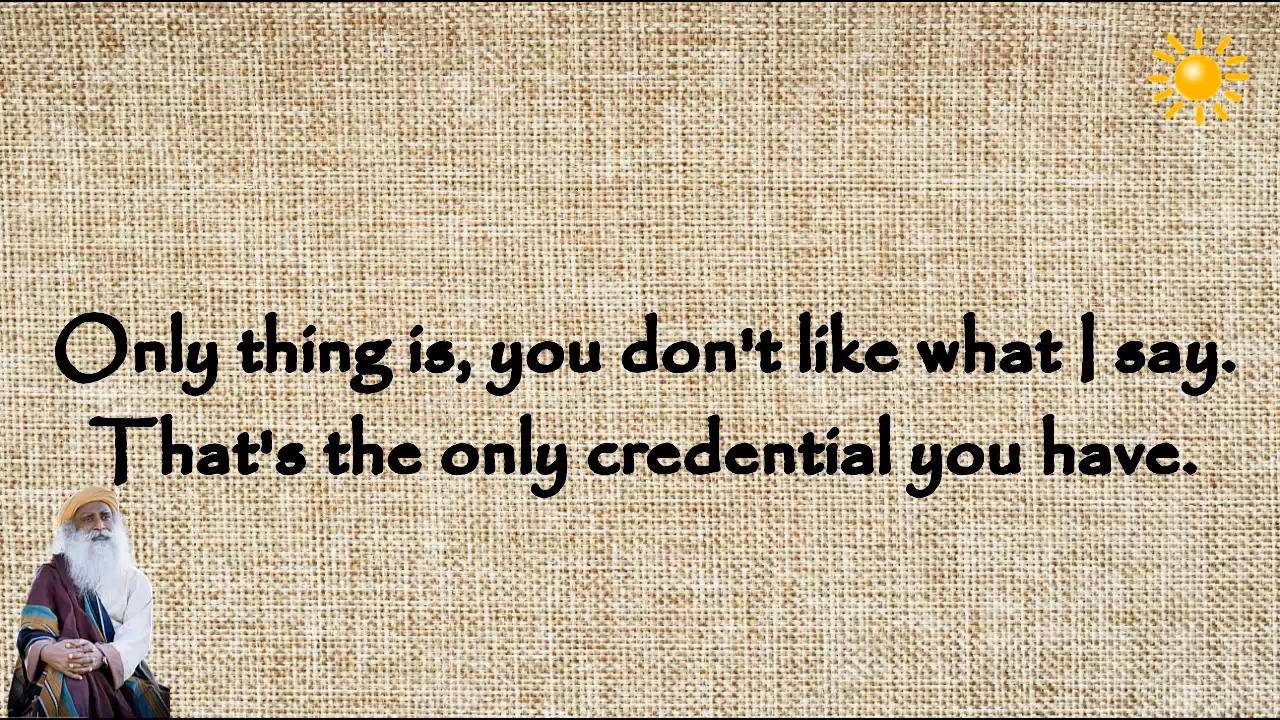 Only thing is, you don't like what I say.
That's the only credential you have.